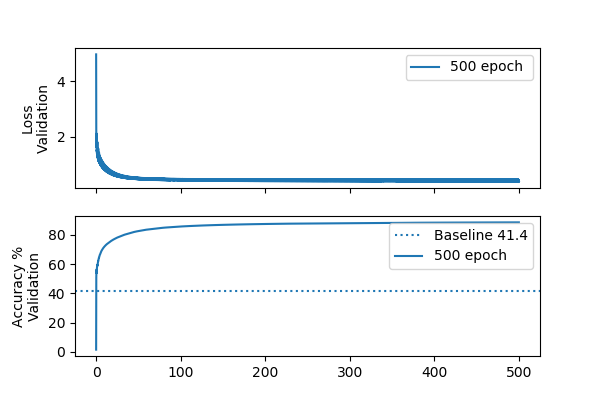 4
2
Loss
Validation
500 epoch
80
60
40
20
0
Accuracy %
Validation
Baseline 41.4
500 epoch
0 100 200 300 400 500